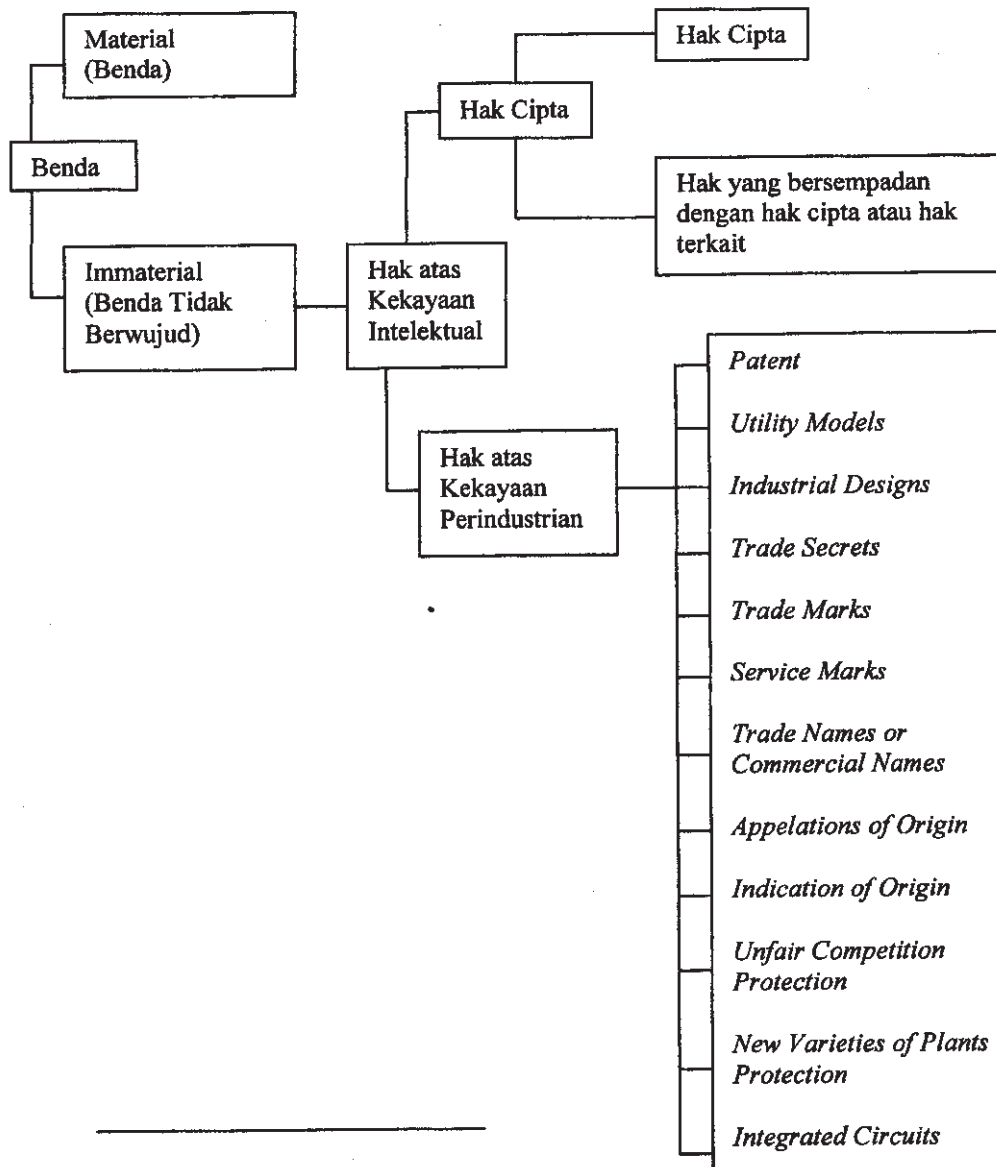 Material
(Benda)
Hak Cipta
Hak Cipta
Benda
Hak yang bersempadan
dengan hak cipta atau hak
terkait
Immaterial
(Benda Tidak
Berwujud)
Hak atas
Kekayaan
Intelektual
Hak atas
Kekayaan
Perindustrian
Patent
Utility Models
Industrial Designs
Trade Secrets
Trade Marks
Service Marks
Trade Names or
Commercial Names
Appelations of Origin
Indication of Origin
Unfair Competition
Protection
New Varieties of Plants
Protection
Integrated Circuits